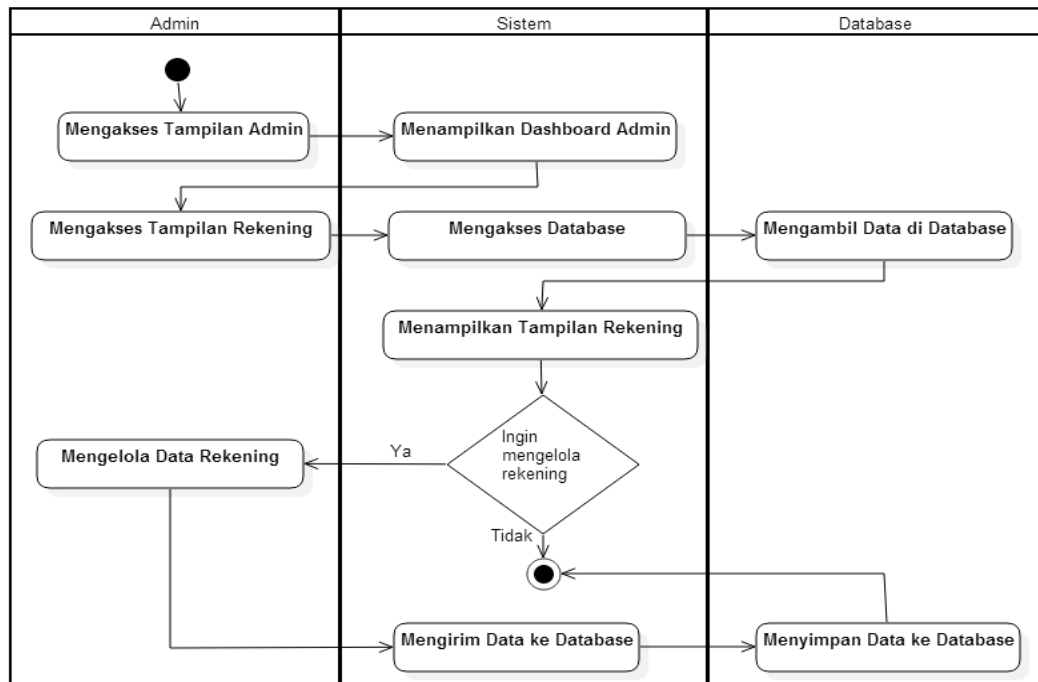 Admin
Sistem
Database
Mengakses Tampilan Admin
Menampilkan Dashboard Admin
Mengakses Tampilan Rekening
Mengakses Database
Mengambil Data di Database
Menampilkan Tampilan Rekening
Ingin
mengelola
rekening
Ya
Mengelola Data Rekening
Tidak
Mengirim Data ke Database
Menyimpan Data ke Database